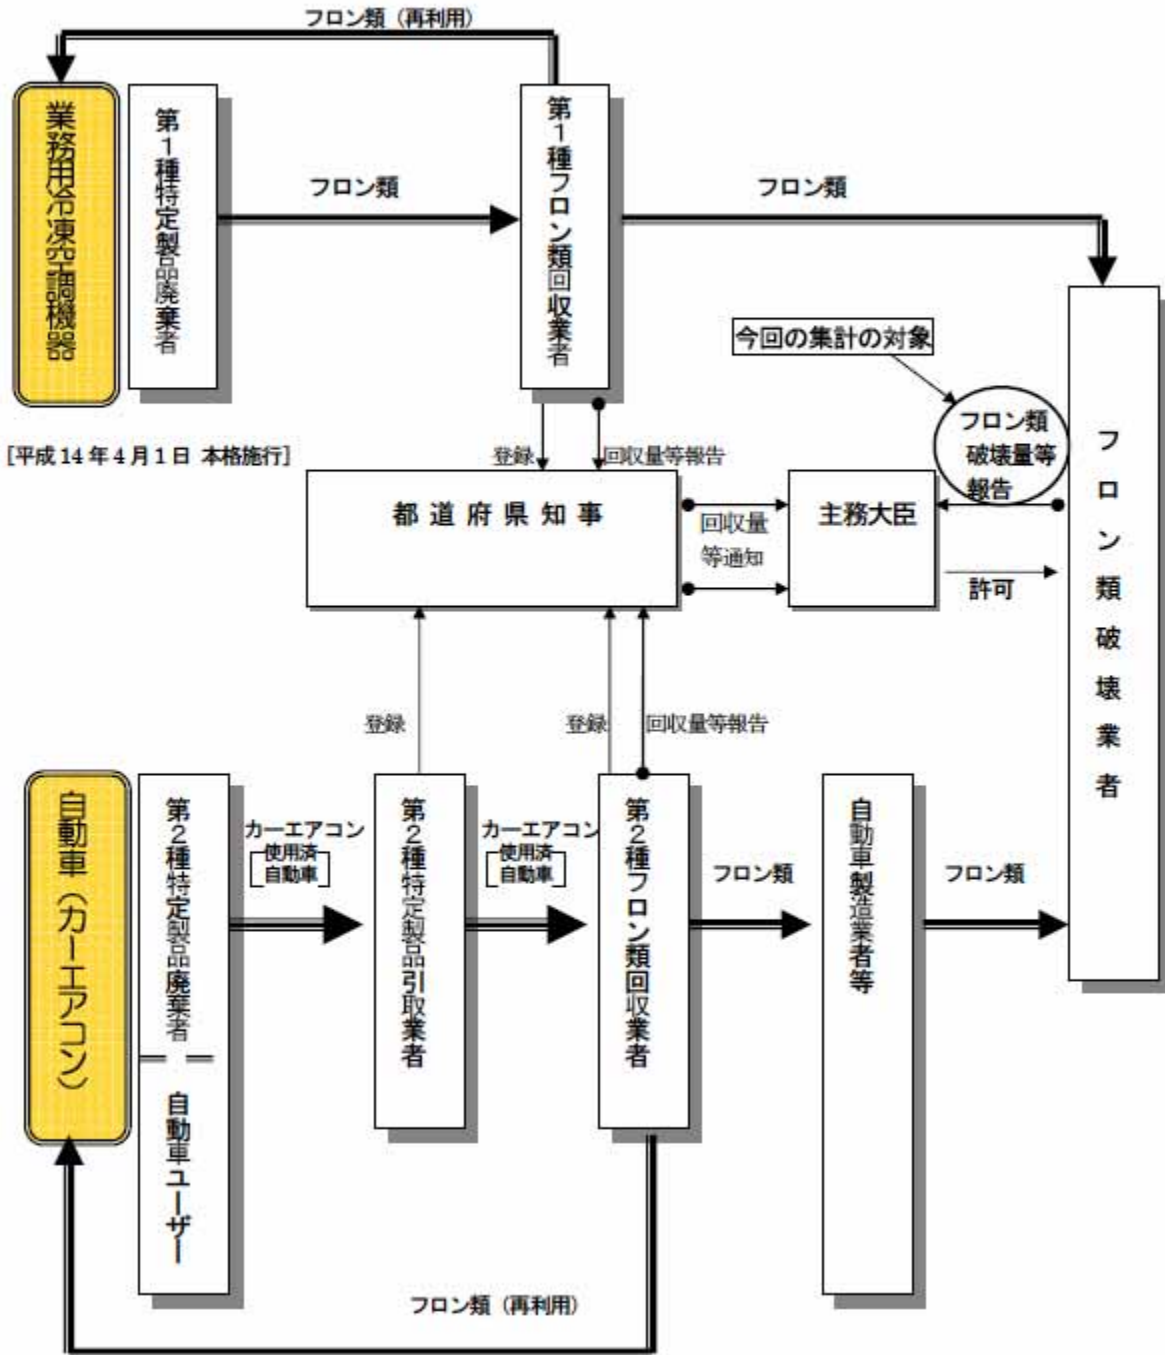 フロン類（再利用）
業務用冷凍空調機器
第1種特定製品廃棄者
フロン類
第1種フロン類回収業者
フロン類
今回の集計の対象
フロン類
破壊量等
報告
[平成14年4月1日 本格施行]
登録
回収量等報告
都道府県知事
回収量
等通知
主務大臣
許可
フロン類破壊業者
登録
登録
回収量等報告
自動車（カーエアコン）
第2種特定製品廃棄者
自動車ユーザー
カーエアコン
使用済
自動車
第2種特定製品引取業者
カーエアコン
使用済
自動車
第2種フロン類回収業者
フロン類
自動車製造業者等
フロン類
フロン類（再利用）